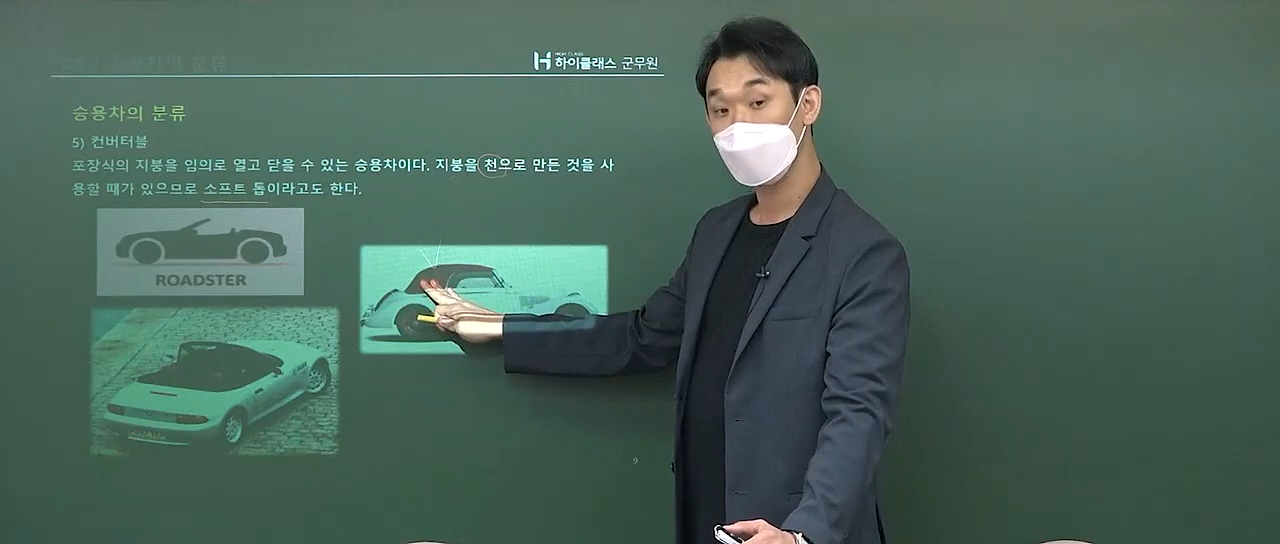 HIGH CLASS
하이클래스 군무원
승용차의 분류
5) 컨버터블
포장식의 지붕을 임의로 열고 닫을 수 있는 승용차이다. 지붕을 천으로 만든 것을 사
용할 때가 있으므로 소프트 톱이라고도 한다.
ROADSTER
9